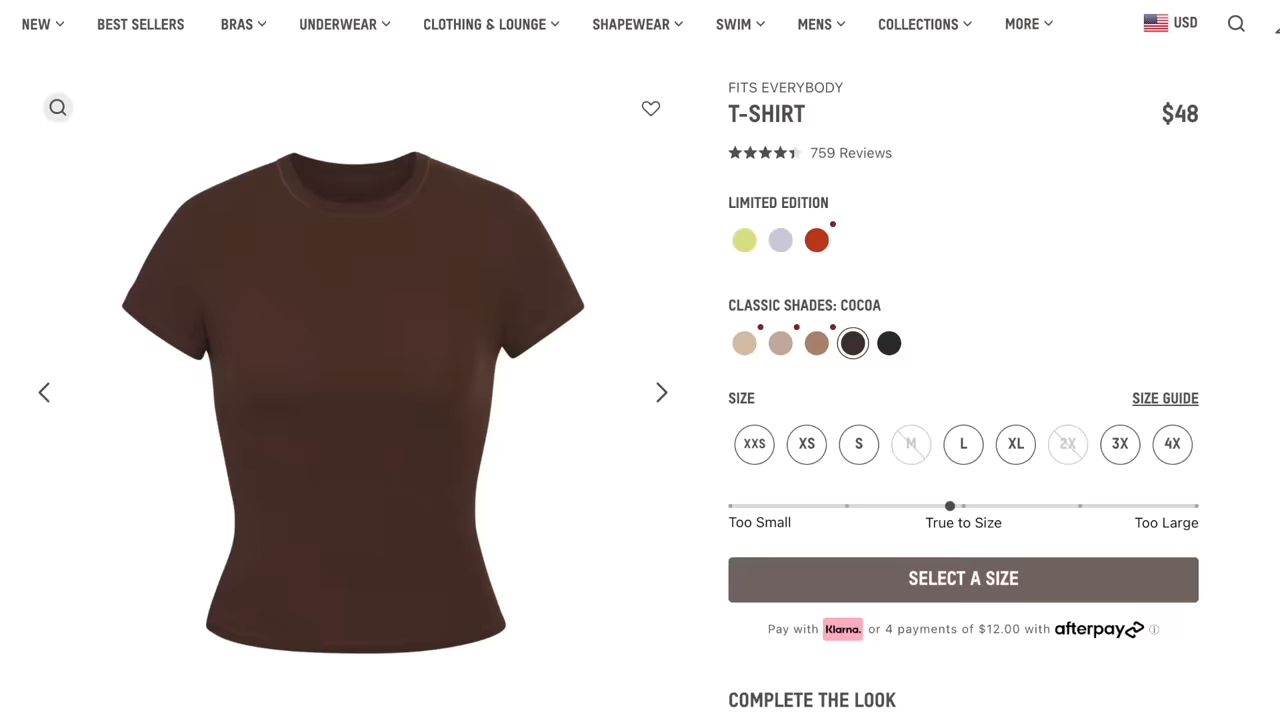 NEW BEST SELLERS BRAS UNDERWEAR CLOTHING & LOUNGE SHAPEWEAR SWIM MENS COLLECTIONS MORE USD
FITS EVERYBODY
T-SHIRT $48
759 Reviews
LIMITED EDITION
CLASSIC SHADES: COCOA
SIZE SIZE GUIDE
XXS XS S M L XL 2X 3X 4X
Too Small True to Size Too Large
SELECT A SIZE
Pay with Klarna. or 4 payments of $12.00 with afterpay
COMPLETE THE LOOK